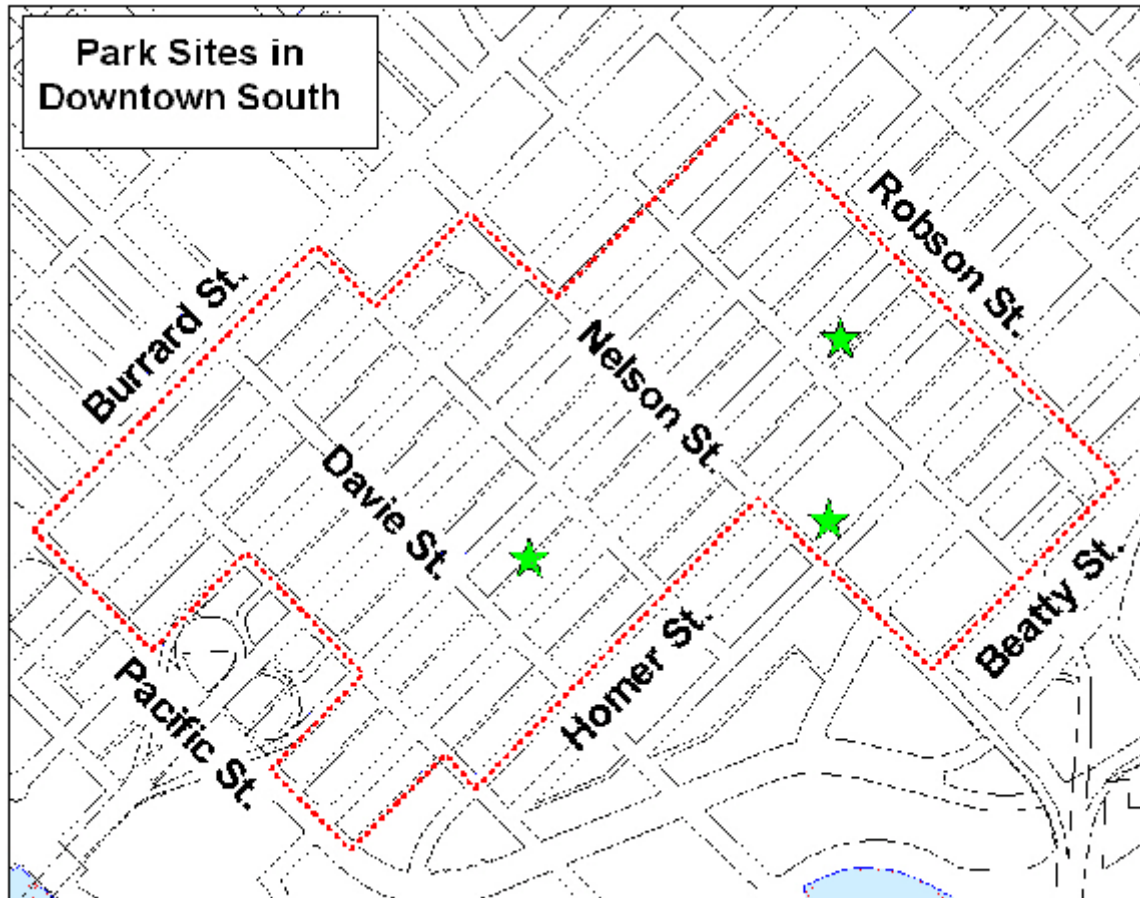 Park Sites in
Downtown South
Robson St.
Burrard St.
Nelson St.
Davie St.
Beatty St.
Homer St.
Pacific St.